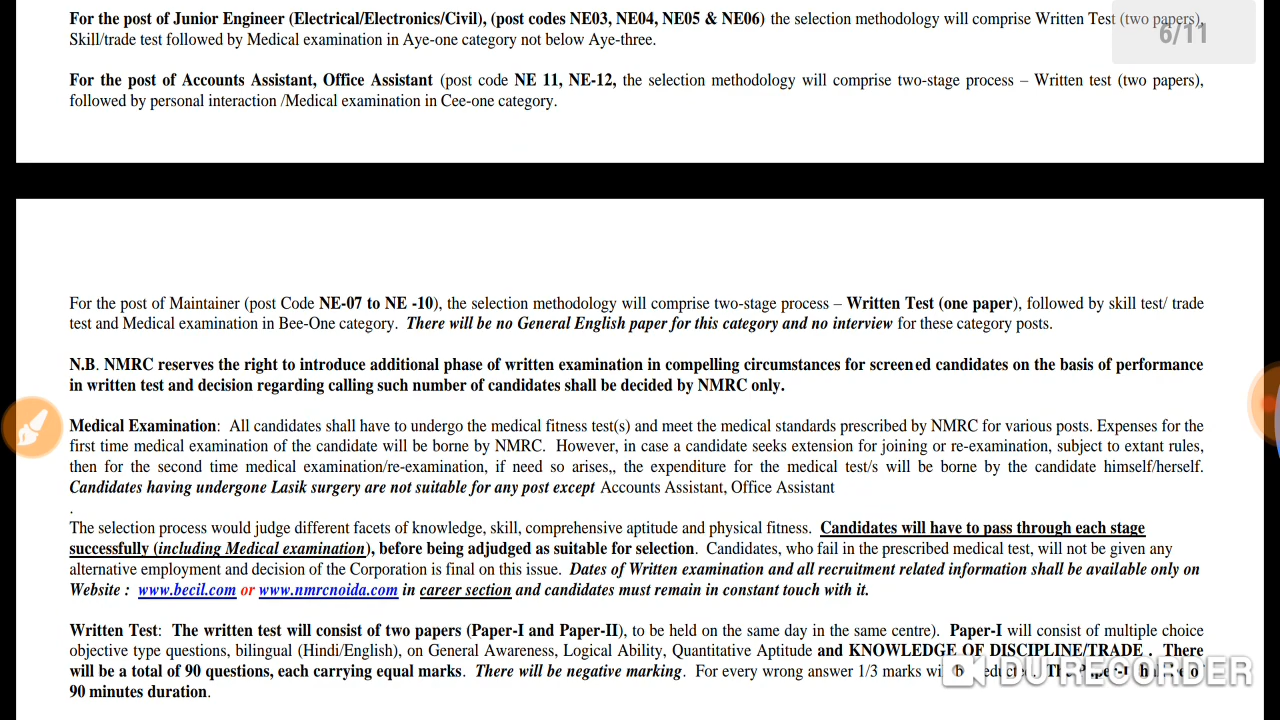 For the post of Junior Engineer (Electrical/Electronics/Civil), (post codes NE03, NE04, NE05 & NE06) the selection methodology will comprise Written Test (two papers),
6/11
Skill/trade test followed by Medical examination in Aye-one category not below Aye-three.
For the post of Accounts Assistant, Office Assistant (post code NE 11, NE-12, the selection methodology will comprise two-stage process – Written test (two papers),
followed by personal interaction /Medical examination in Cee-one category.
For the post of Maintainer (post Code NE-07 to NE -10), the selection methodology will comprise two-stage process – Written Test (one paper), followed by skill test/ trade
test and Medical examination in Bee-One category. There will be no General English paper for this category and no interview for these category posts.
N.B. NMRC reserves the right to introduce additional phase of written examination in compelling circumstances for screened candidates on the basis of performance
in written test and decision regarding calling such number of candidates shall be decided by NMRC only.
Medical Examination: All candidates shall have to undergo the medical fitness test(s) and meet the medical standards prescribed by NMRC for various posts. Expenses for the
first time medical examination of the candidate will be borne by NMRC. However, in case a candidate seeks extension for joining or re-examination, subject to extant rules,
then for the second time medical examination/re-examination, if need so arises,, the expenditure for the medical test/s will be borne by the candidate himself/herself.
Candidates having undergone Lasik surgery are not suitable for any post except Accounts Assistant, Office Assistant
.
The selection process would judge different facets of knowledge, skill, comprehensive aptitude and physical fitness. Candidates will have to pass through each stage
successfully (including Medical examination), before being adjudged as suitable for selection. Candidates, who fail in the prescribed medical test, will not be given any
alternative employment and decision of the Corporation is final on this issue. Dates of Written examination and all recruitment related information shall be available only on
Website : www.becil.com or www.nmrcnoida.com in career section and candidates must remain in constant touch with it.
Written Test: The written test will consist of two papers (Paper-I and Paper-II), to be held on the same day in the same centre). Paper-I will consist of multiple choice
objective type questions, bilingual (Hindi/English), on General Awareness, Logical Ability, Quantitative Aptitude and KNOWLEDGE OF DISCIPLINE/TRADE . There
will be a total of 90 questions, each carrying equal marks. There will be negative marking. For every wrong answer 1/3 marks
DU RECORDER
90 minutes duration.